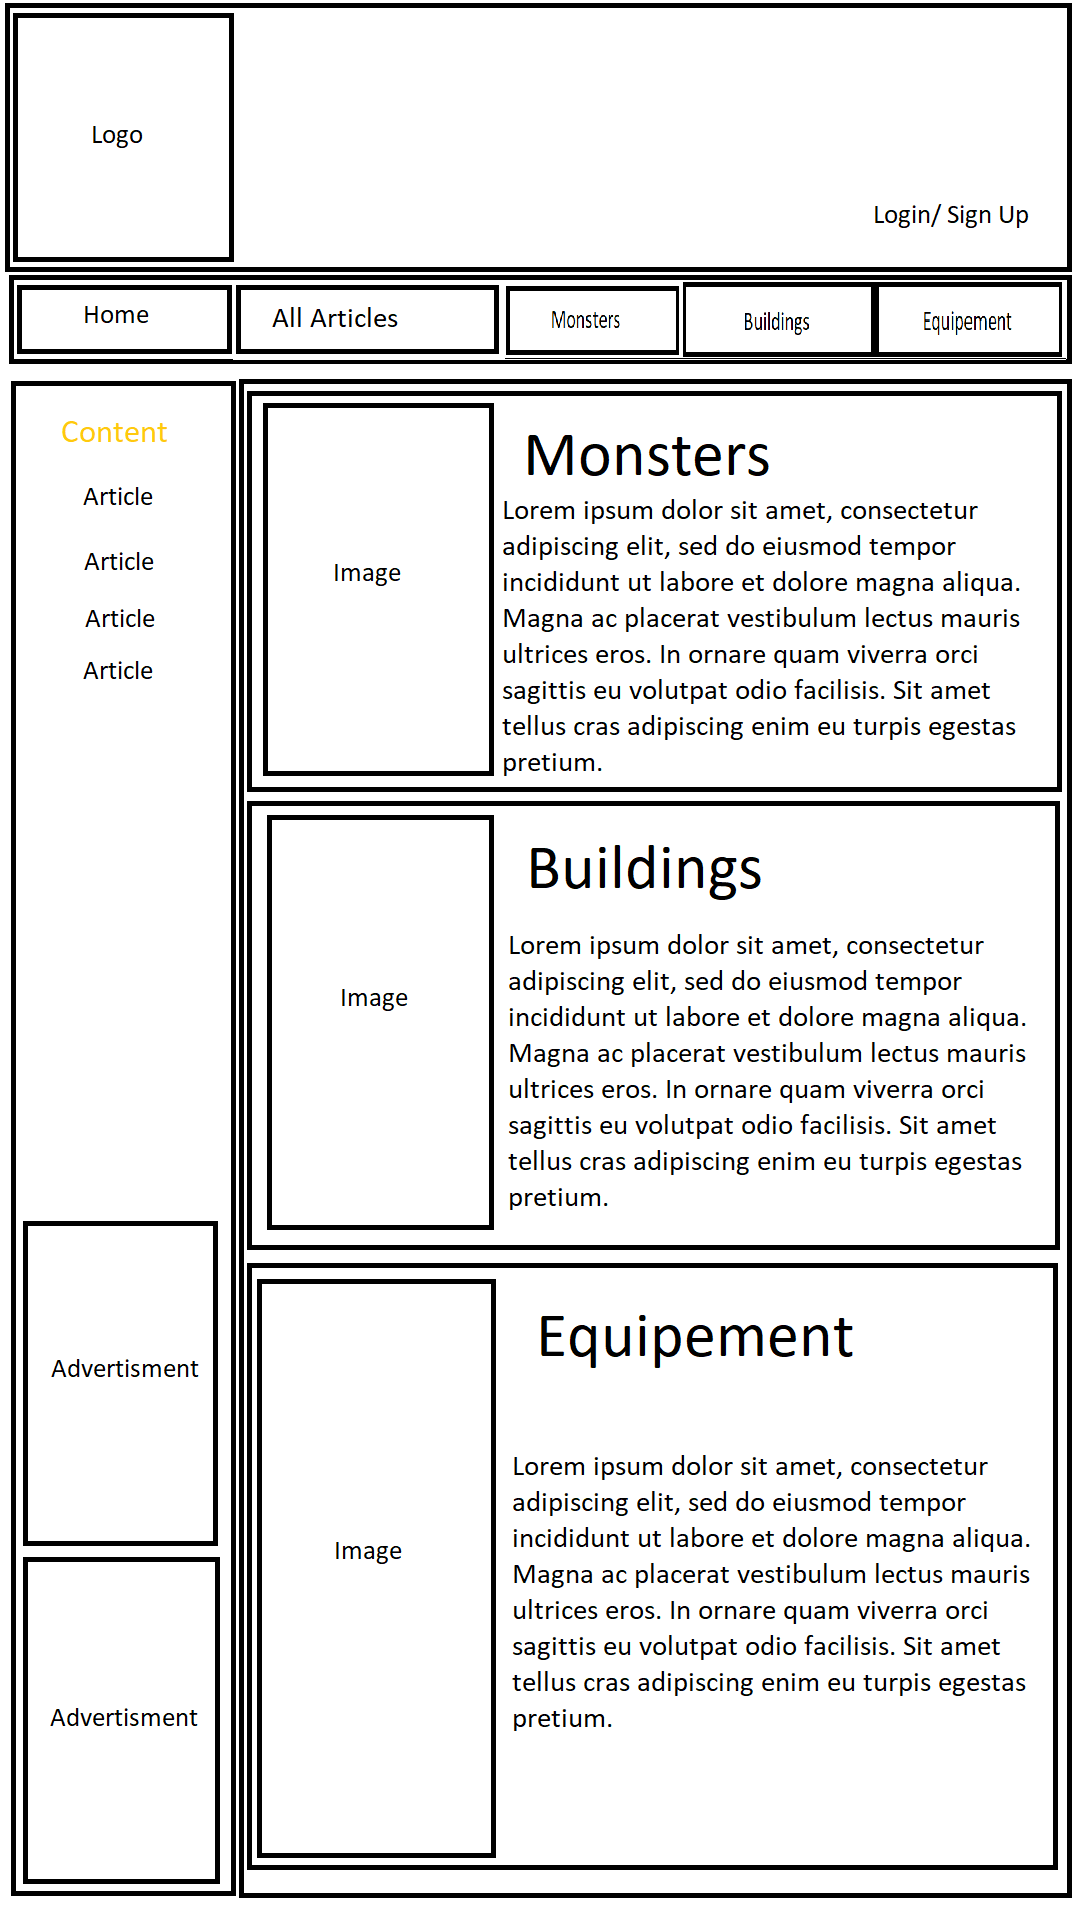 Logo
Login/ Sign Up
Home
All Articles
Monsters
Buildings
Equipement
Content
Article
Article
Article
Article
Advertisment
Advertisment
Image
Monsters
Lorem ipsum dolor sit amet, consectetur
adipiscing elit, sed do eiusmod tempor
incididunt ut labore et dolore magna aliqua.
Magna ac placerat vestibulum lectus mauris
ultrices eros. In ornare quam viverra orci
sagittis eu volutpat odio facilisis. Sit amet
tellus cras adipiscing enim eu turpis egestas
pretium.
Image
Buildings
Lorem ipsum dolor sit amet, consectetur
adipiscing elit, sed do eiusmod tempor
incididunt ut labore et dolore magna aliqua.
Magna ac placerat vestibulum lectus mauris
ultrices eros. In ornare quam viverra orci
sagittis eu volutpat odio facilisis. Sit amet
tellus cras adipiscing enim eu turpis egestas
pretium.
Image
Equipement
Lorem ipsum dolor sit amet, consectetur
adipiscing elit, sed do eiusmod tempor
incididunt ut labore et dolore magna aliqua.
Magna ac placerat vestibulum lectus mauris
ultrices eros. In ornare quam viverra orci
sagittis eu volutpat odio facilisis. Sit amet
tellus cras adipiscing enim eu turpis egestas
pretium.